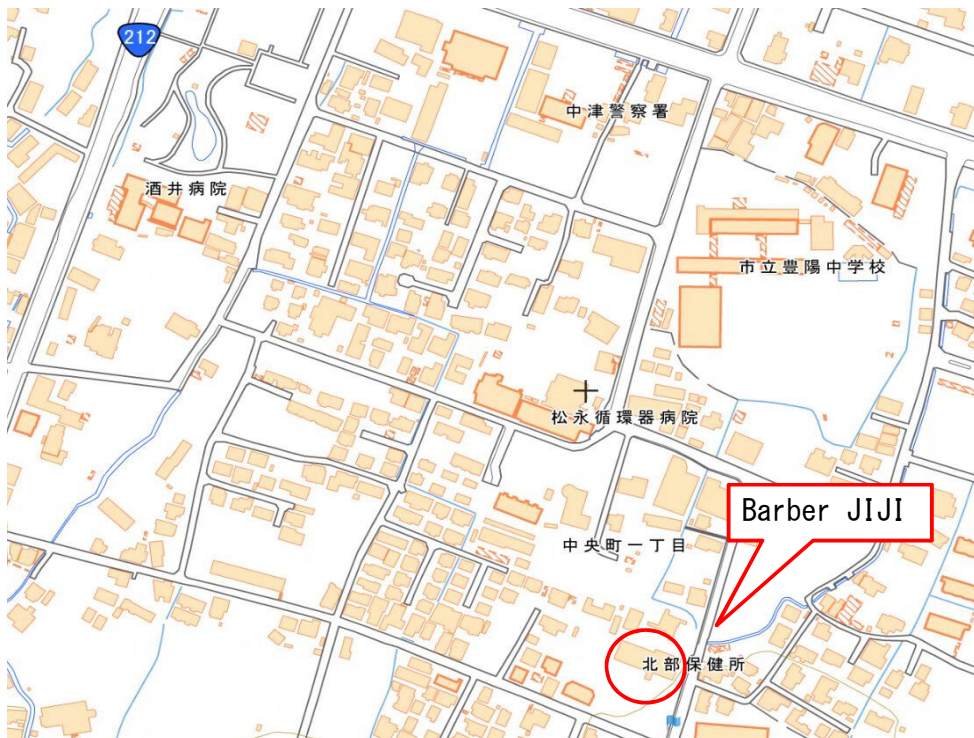 212
中津警察署
酒井病院
市立豊陽中学校
松永循環器病院
Barber JIJI
中央町一丁目
北部保健所